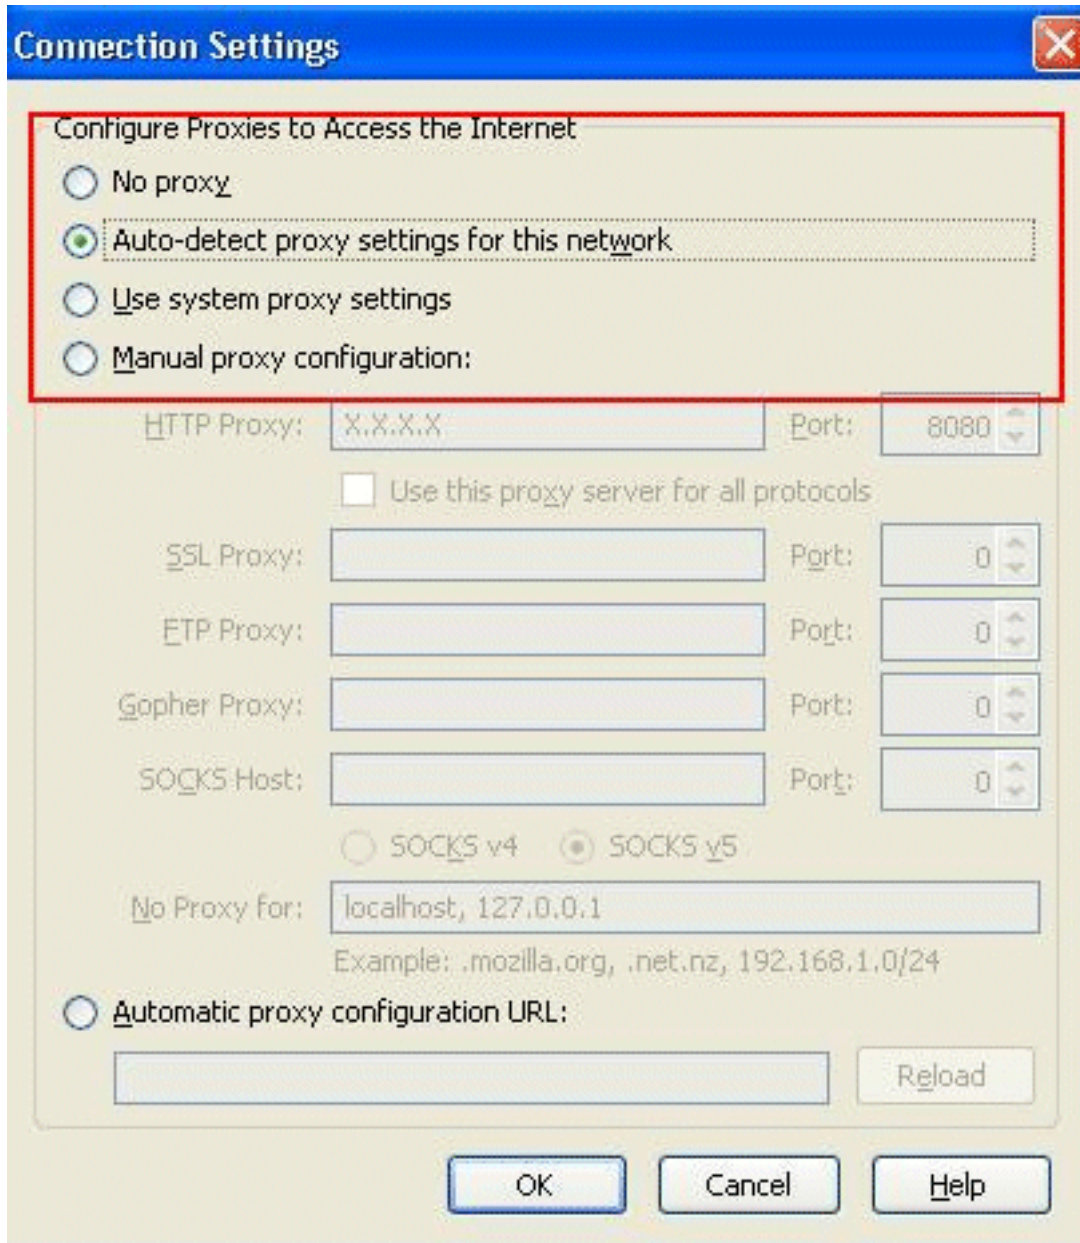 Connection Settings
Configure Proxies to Access the Internet
No proxy
Auto-detect proxy settings for this network
Use system proxy settings
Manual proxy configuration:
HTTP Proxy: X.X.X.X Port: 8080
Use this proxy server for all protocols
SSL Proxy: Port: 0
FTP Proxy: Port: 0
Gopher Proxy: Port: 0
SOCKS Host: Port: 0
SOCKS v4 SOCKS v5
No Proxy for: localhost, 127.0.0.1
Example: .mozilla.org, .net.nz, 192.168.1.0/24
Automatic proxy configuration URL:
Reload
OK Cancel Help